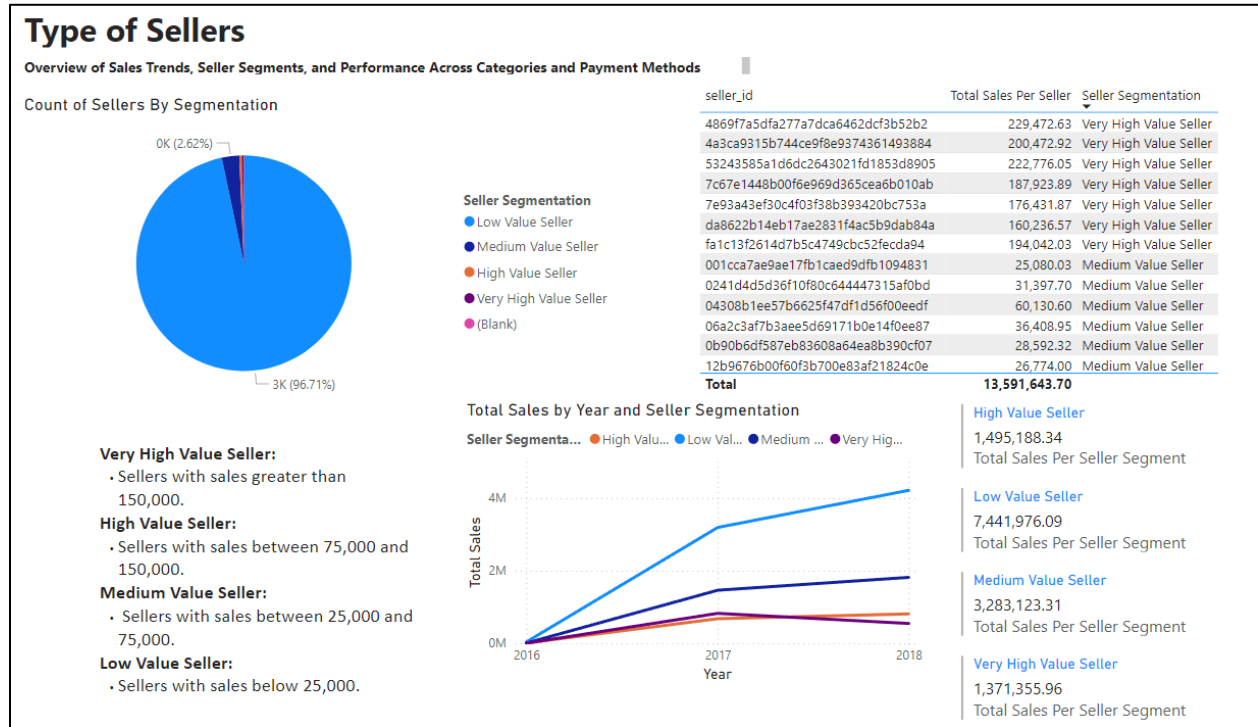 Type of Sellers
Overview of Sales Trends, Seller Segments, and Performance Across Categories and Payment Methods
Count of Sellers By Segmentation
0K (2.62%)
3K (96.71%)
Seller Segmentation
Low Value Seller
Medium Value Seller
High Value Seller
Very High Value Seller
(Blank)
seller_id Total Sales Per Seller Seller Segmentation
4869f7a5dfa277a7dca6462dcf3b52b2 229,472.63 Very High Value Seller
4a3ca9315b744ce9f8e9374361493884 200,472.92 Very High Value Seller
53243585a1d6dc2643021fd1853d8905 222,776.05 Very High Value Seller
7c67e1448b00f6e969d365cea6b010ab 187,923.89 Very High Value Seller
7e93a43ef30c4f03f38b393420bc753a 176,431.87 Very High Value Seller
da8622b14eb17ae2831f4ac5b9dab84a 160,236.57 Very High Value Seller
fa1c13f2614d7b5c4749cbc52fecda94 194,042.03 Very High Value Seller
001cca7ae9ae17fb1caed9dfb1094831 25,080.03 Medium Value Seller
0241d4d5d36f10f80c644447315af0bd 31,397.70 Medium Value Seller
04308b1ee57b6625f47df1d56f00eedf 60,130.60 Medium Value Seller
06a2c3af7b3aee5d69171b0e14f0ee87 36,408.95 Medium Value Seller
0b90b6df587eb83608a64ea8b390cf07 28,592.32 Medium Value Seller
12b9676b00f60f3b700e83af21824c0e 26,774.00 Medium Value Seller
Total 13,591,643.70
Very High Value Seller:
• Sellers with sales greater than
150,000.
High Value Seller:
• Sellers with sales between 75,000 and
150,000.
Medium Value Seller:
• Sellers with sales between 25,000 and
75,000.
Low Value Seller:
• Sellers with sales below 25,000.
Total Sales by Year and Seller Segmentation
Seller Segmenta... High Valu... Low Val... Medium ... Very Hig...
Total Sales
4M
2M
0M
2016 2017 2018
Year
High Value Seller
1,495,188.34
Total Sales Per Seller Segment
Low Value Seller
7,441,976.09
Total Sales Per Seller Segment
Medium Value Seller
3,283,123.31
Total Sales Per Seller Segment
Very High Value Seller
1,371,355.96
Total Sales Per Seller Segment